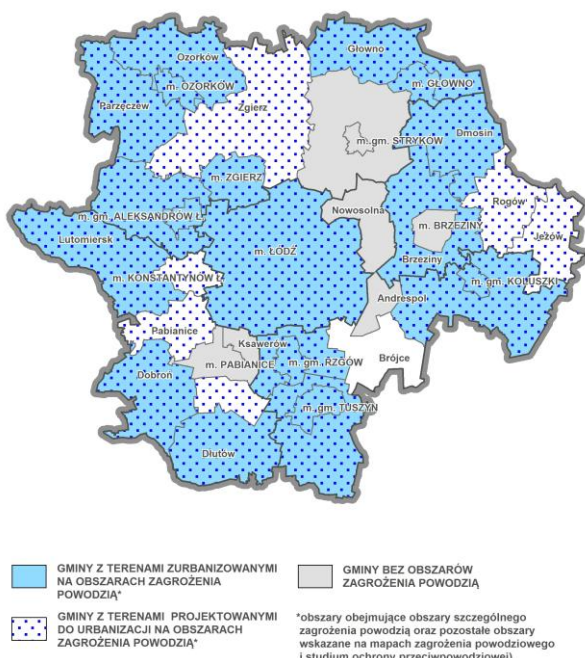 Ozorków
Głowno
m. OZORKÓW
m. GŁOWNO
Parzęczew
Zgierz
Dmosin
m.gm. STRYKÓW
m. ZGIERZ
Rogów
m.gm. ALEKSANDRÓW Ł.
Nowosolna
m. BRZEZINY
Jeżów
Lutomiersk
m. ŁÓDŹ
Brzeziny
m. KONSTANTYNÓW Ł.
m.gm. KOLUSZKI
Andrespol
Pabianice
Ksawerów
Brójce
m. PABIANICE
m. gm. RZGÓW
Dobroń
m. gm. TUSZYN
Dłutów
GMINY Z TERENAMI ZURBANIZOWANYMI
NA OBSZARACH ZAGROŻENIA
POWODZIĄ*
GMINY BEZ OBSZARÓW
ZAGROŻENIA POWODZIĄ
GMINY Z TERENAMI PROJEKTOWANYMI
DO URBANIZACJI NA OBSZARACH
ZAGROŻENIA POWODZIĄ*
*obszary obejmujące obszary szczególnego
zagrożenia powodzią oraz pozostałe obszary
wskazane na mapach zagrożenia powodziowego
i studium ochrony przeciwpowodziowej)